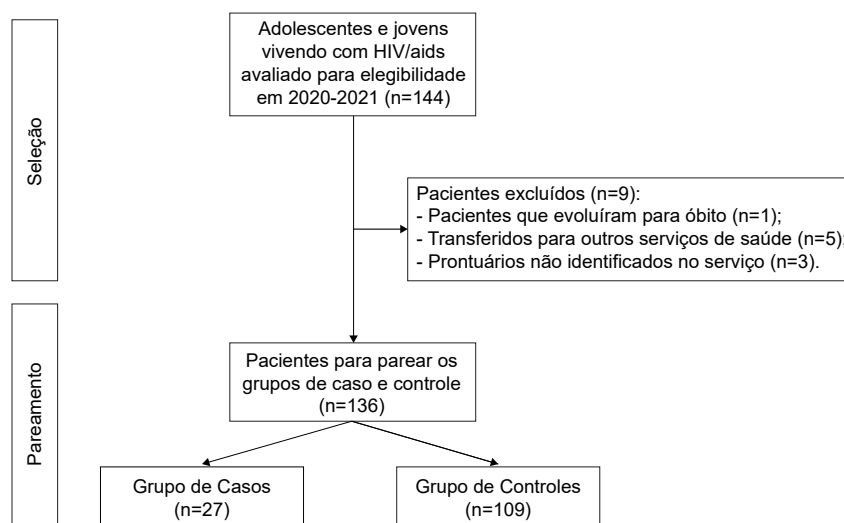 Seleção
Adolescentes e jovens
vivendo com HIV/aids
avaliado para elegibilidade
em 2020-2021 (n=144)
Pacientes excluídos (n=9):
- Pacientes que evoluíram para óbito (n=1);
- Transferidos para outros serviços de saúde (n=5);
- Prontuários não identificados no serviço (n=3).
Pareamento
Pacientes para parear os
grupos de caso e controle
(n=136)
Grupo de Casos
(n=27)
Grupo de Controles
(n=109)